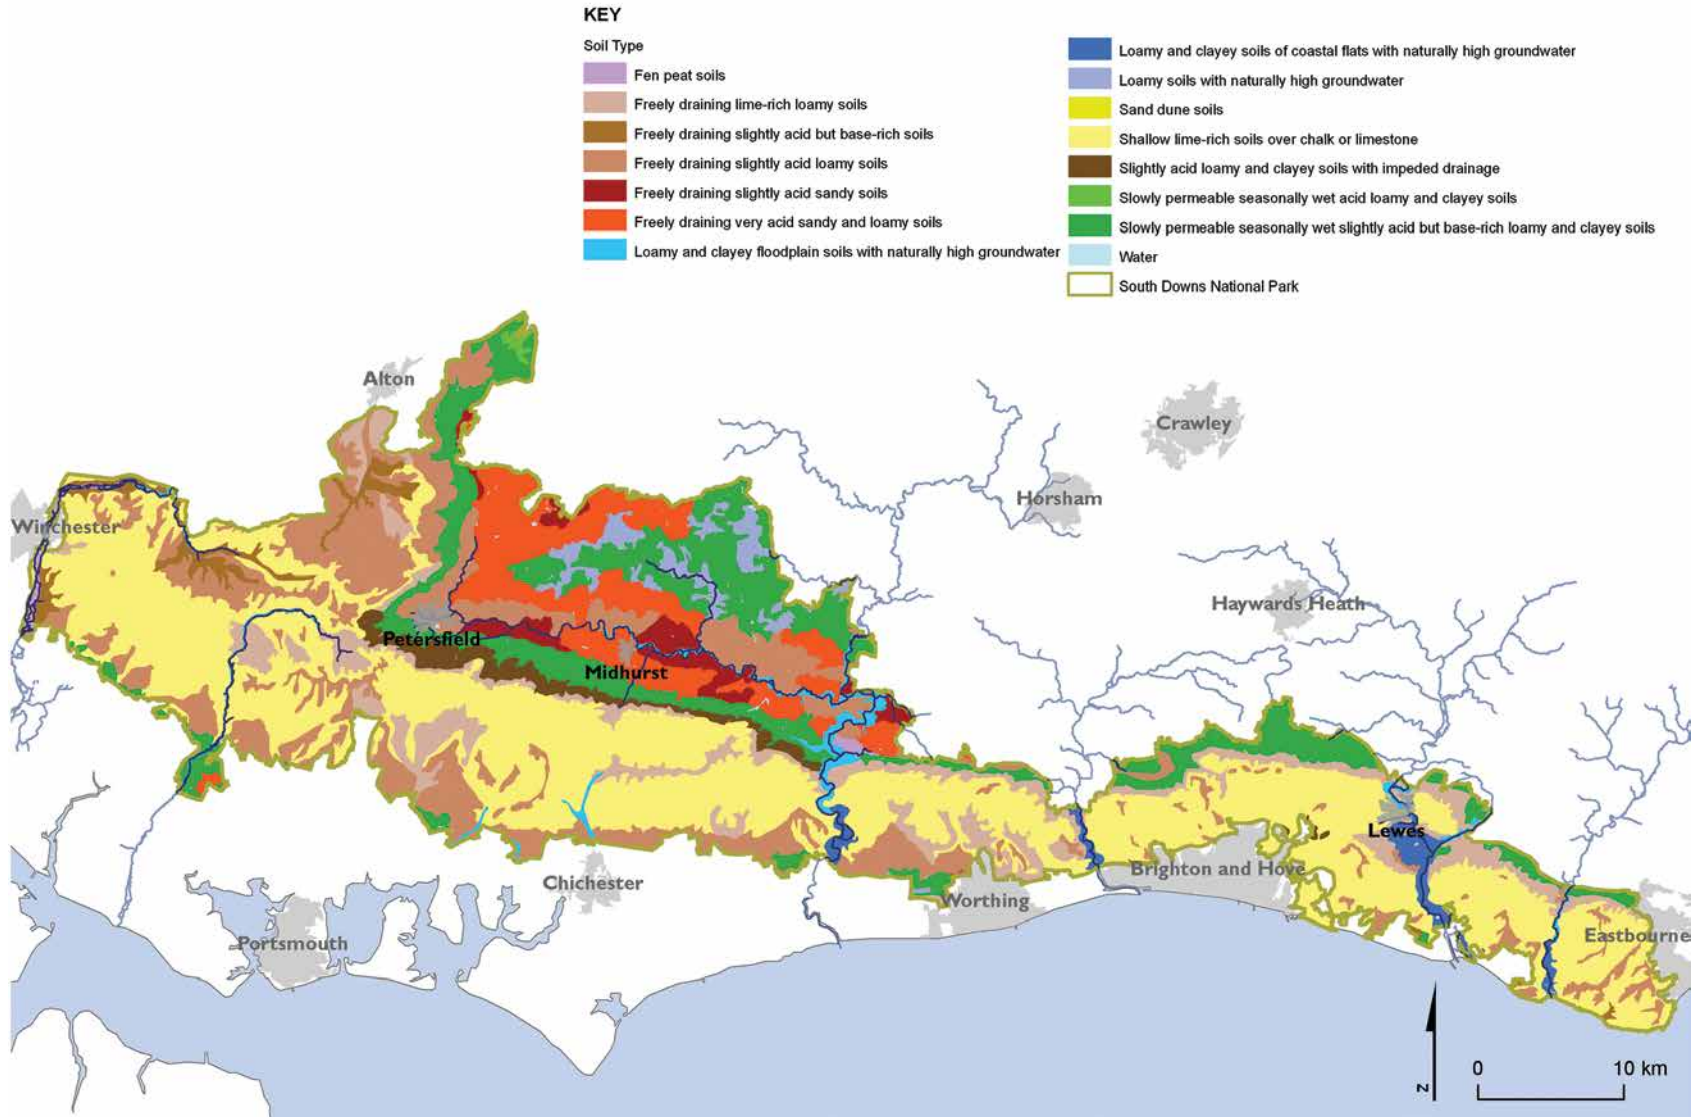 KEY
Soil Type
Fen peat soils
Freely draining lime-rich loamy soils
Freely draining slightly acid but base-rich soils
Freely draining slightly acid loamy soils
Freely draining slightly acid sandy soils
Freely draining very acid sandy and loamy soils
Loamy and clayey floodplain soils with naturally high groundwater
Loamy and clayey soils of coastal flats with naturally high groundwater
Loamy soils with naturally high groundwater
Sand dune soils
Shallow lime-rich soils over chalk or limestone
Slightly acid loamy and clayey soils with impeded drainage
Slowly permeable seasonally wet acid loamy and clayey soils
Slowly permeable seasonally wet slightly acid but base-rich loamy and clayey soils
Water
South Downs National Park
Alton
Crawley
Horsham
Winchester
Haywards Heath
Petersfield
Midhurst
Lewes
Brighton and Hove
Chichester
Worthing
Portsmouth
Eastbourne
N
0 10 km